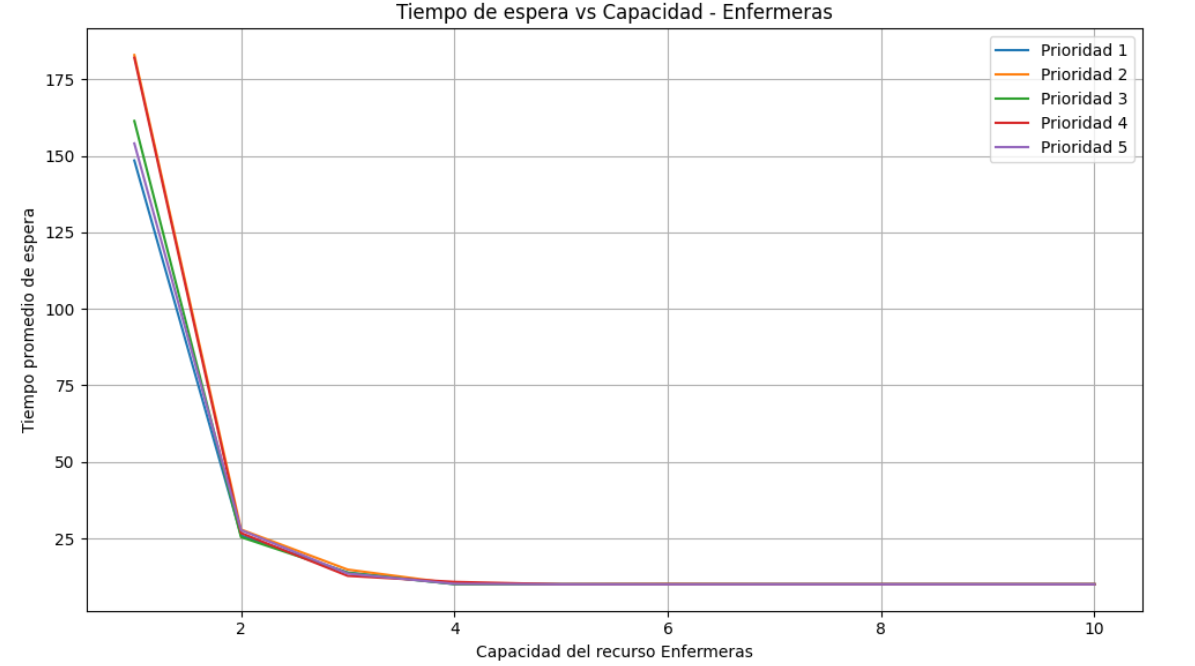 Tiempo de espera vs Capacidad - Enfermeras
Prioridad 1
Prioridad 2
Prioridad 3
Prioridad 4
Prioridad 5
Tiempo promedio de espera
175
150
125
100
75
50
25
2 4 6 8 10
Capacidad del recurso Enfermeras